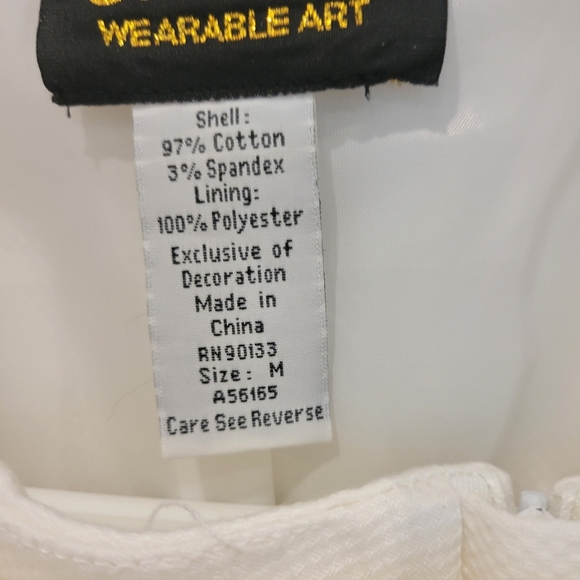 WEARABLE ART
Shell:
97% Cotton
3% Spandex
Lining:
100% Polyester
Exclusive of
Decoration
Made in
China
RN90133
Size: M
A56165
Care See Reverse